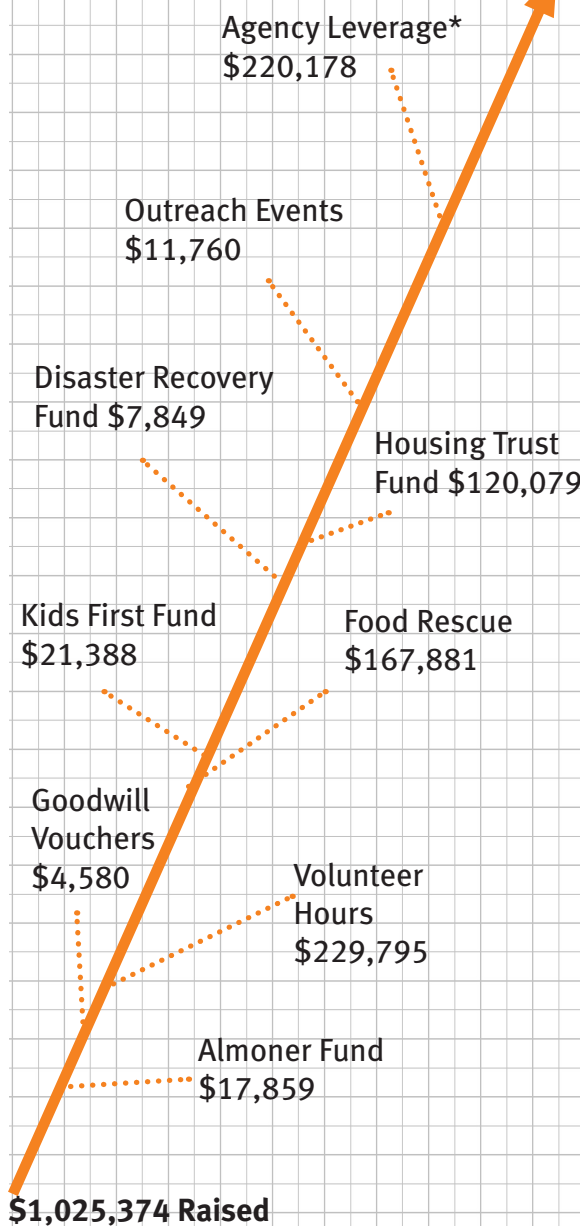 Agency Leverage*
$220,178
Outreach Events
$11,760
Disaster Recovery
Fund $7,849
Housing Trust
Fund $120,079
Kids First Fund
$21,388
Food Rescue
$167,881
Goodwill
Vouchers
$4,580
Volunteer
Hours
$229,795
Almoner Fund
$17,859
$1,025,374 Raised